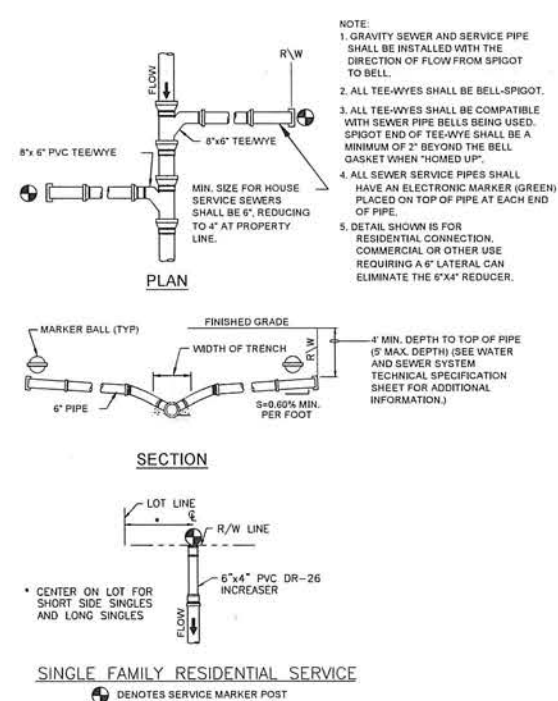 NOTE:
1. GRAVITY SEWER AND SERVICE PIPE
SHALL BE INSTALLED WITH THE
DIRECTION OF FLOW FROM SPIGOT
TO BELL.
2. ALL TEE-WYES SHALL BE BELL-SPIGOT.
3. ALL TEE-WYES SHALL BE COMPATIBLE
WITH SEWER PIPE BELLS BEING USED.
SPIGOT END OF TEE-WYE SHALL BE A
MINIMUM OF 2" BEYOND THE BELL
GASKET WHEN "HOMED UP".
4. ALL SEWER SERVICE PIPES SHALL
HAVE AN ELECTRONIC MARKER (GREEN)
PLACED ON TOP OF PIPE AT EACH END
OF PIPE.
5. DETAIL SHOWN IS FOR
RESIDENTIAL CONNECTION,
COMMERCIAL OR OTHER USE
REQUIRING A 6" LATERAL CAN
ELIMINATE THE 6"X4" REDUCER.
FLOW
R\W
8"x6" TEE/WYE
8"x 6" PVC TEE/WYE
MIN. SIZE FOR HOUSE
SERVICE SEWERS
SHALL BE 6", REDUCING
TO 4" AT PROPERTY
LINE.
PLAN
FINISHED GRADE
MARKER BALL (TYP)
WIDTH OF TRENCH
R\W
4' MIN. DEPTH TO TOP OF PIPE
(5' MAX. DEPTH) (SEE WATER
AND SEWER SYSTEM
TECHNICAL SPECIFICATION
SHEET FOR ADDITIONAL
INFORMATION.)
6" PIPE
S=0.60% MIN.
PER FOOT
SECTION
LOT LINE
*
℄
R/W LINE
6"x4" PVC DR-26
INCREASER
* CENTER ON LOT FOR
SHORT SIDE SINGLES
AND LONG SINGLES
FLOW
SINGLE FAMILY RESIDENTIAL SERVICE
DENOTES SERVICE MARKER POST